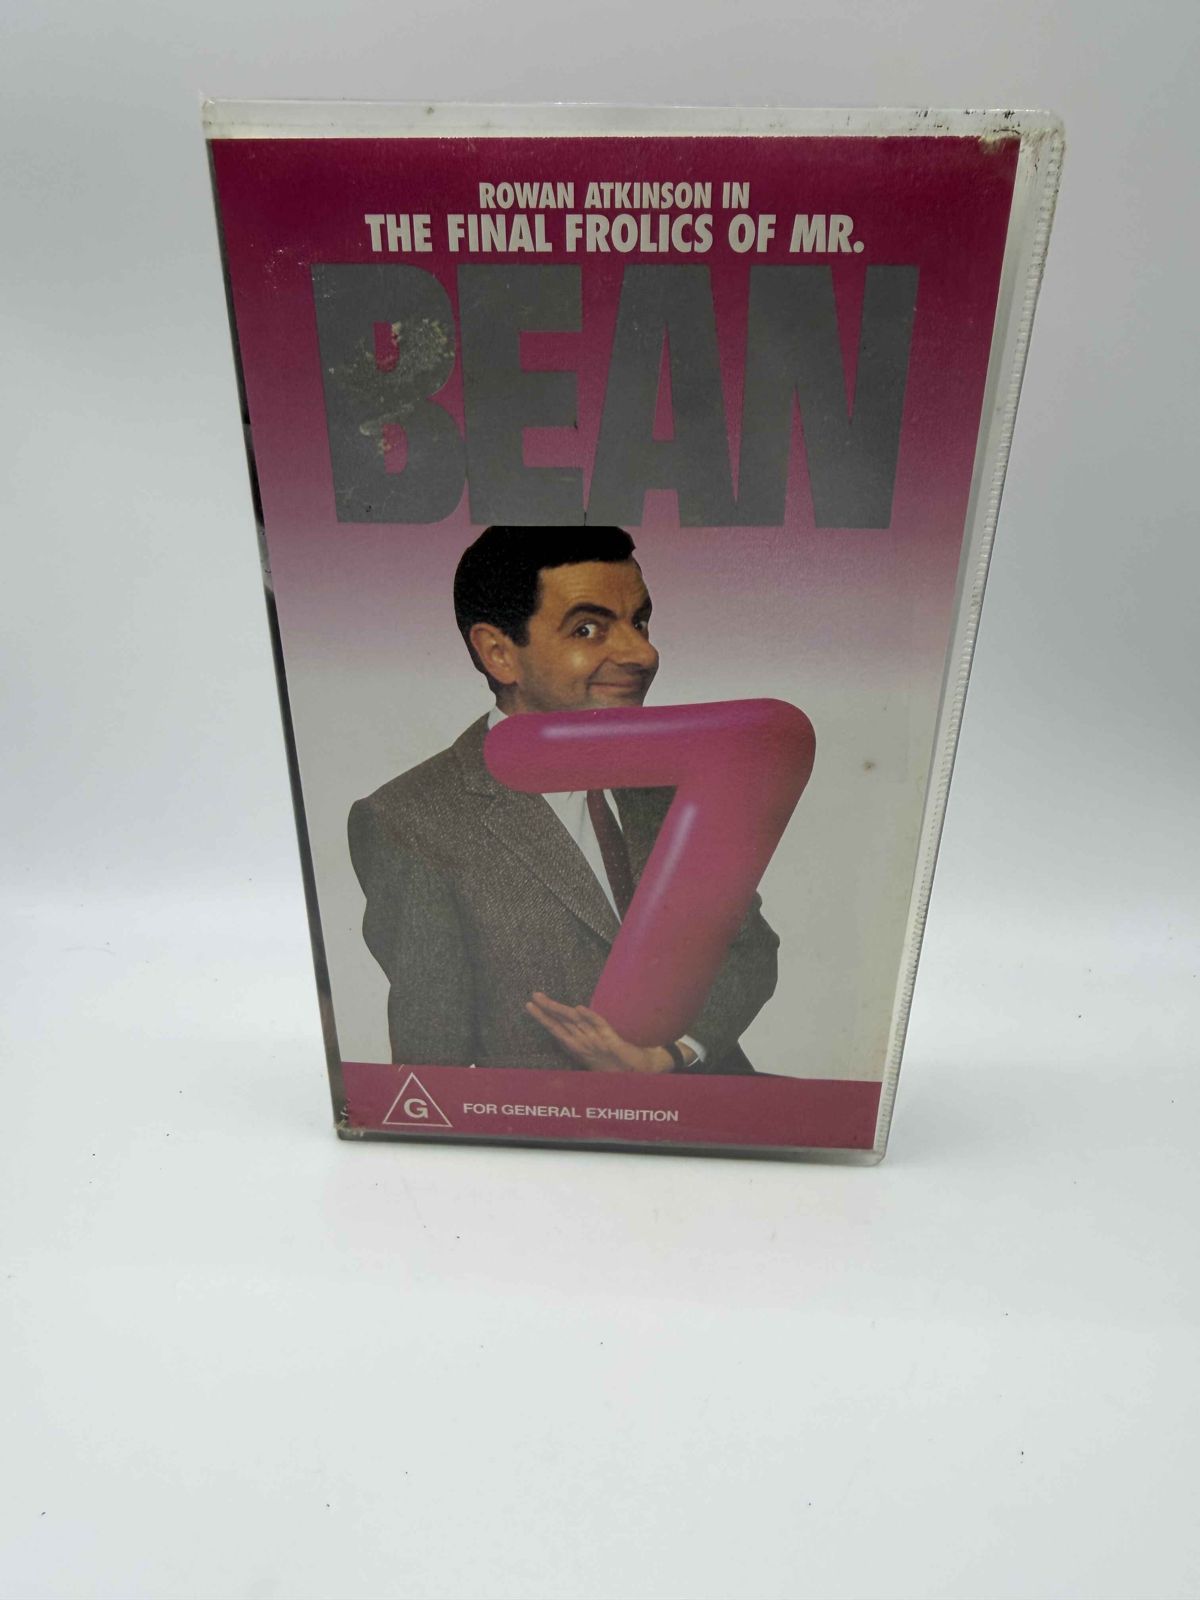 ROWAN ATKINSON IN
THE FINAL FROLICS OF MR.
BEAN
7
G
FOR GENERAL EXHIBITION